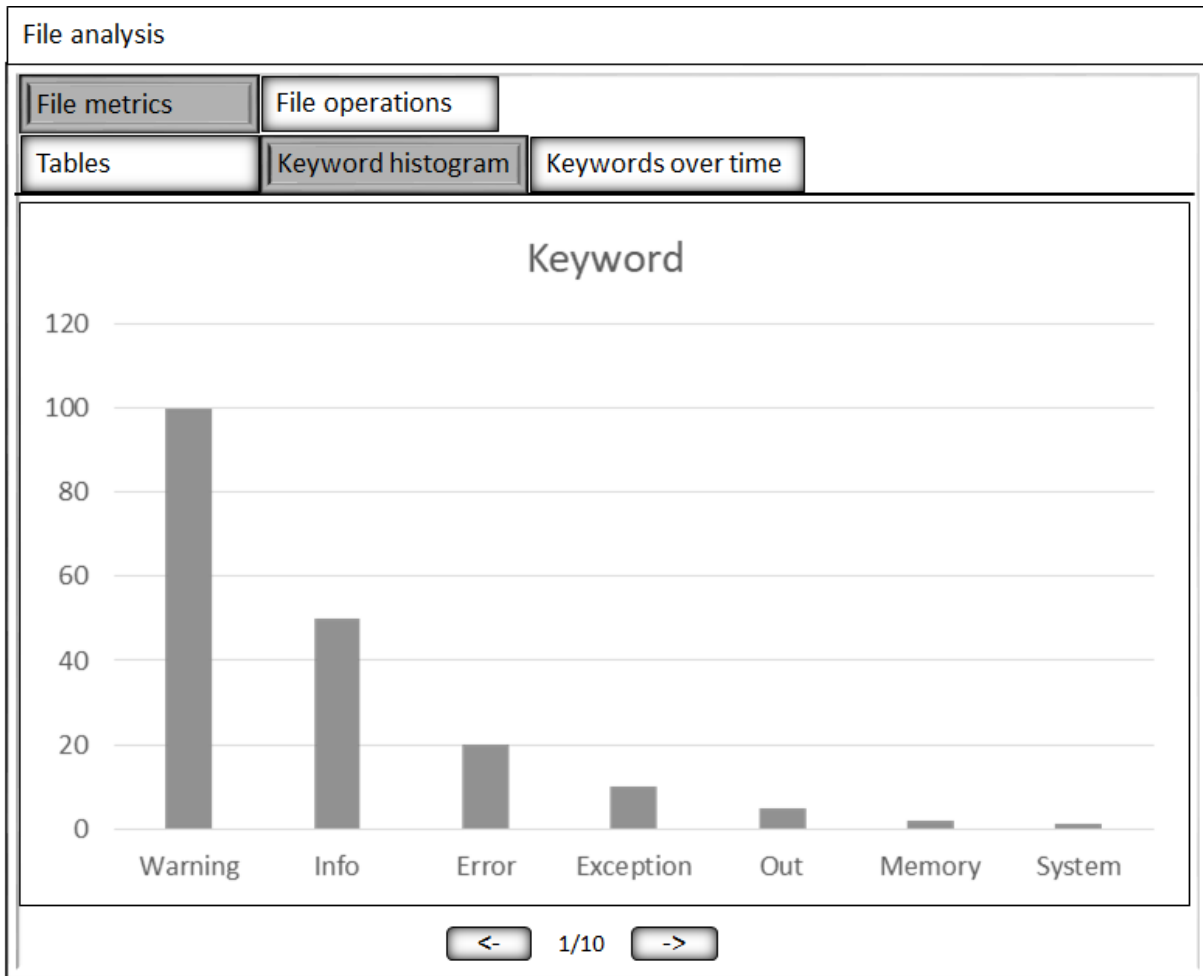 File analysis
File metrics File operations
Tables Keyword histogram Keywords over time
Keyword
120
100
80
60
40
20
0
Warning Info Error Exception Out Memory System
<- 1/10 ->